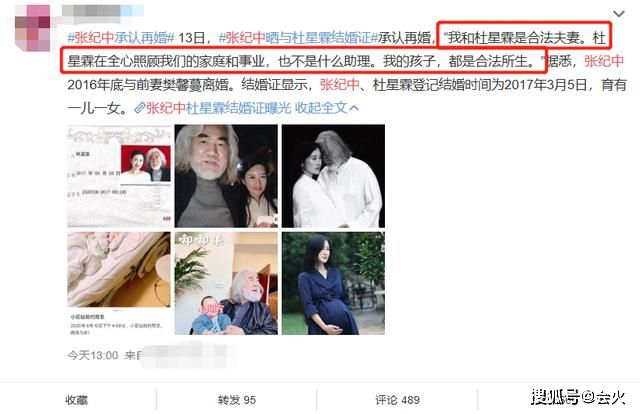 #张纪中承认再婚# 13日，#张纪中晒与杜星霖结婚证#承认再婚，“我和杜星霖是合法夫妻。杜
星霖在全心照顾我们的家庭和事业，也不是什么助理。我的孩子，都是合法所生。”据悉，张纪中
2016年底与前妻樊馨蔓离婚。结婚证显示，张纪中、杜星霖登记结婚时间为2017年3月5日，育有
一儿一女。张纪中杜星霖结婚证曝光 收起全文
杜星霖
嘟嘟
今天13:00 来自
收藏
转发 95
评论 489
搜狐号@会火